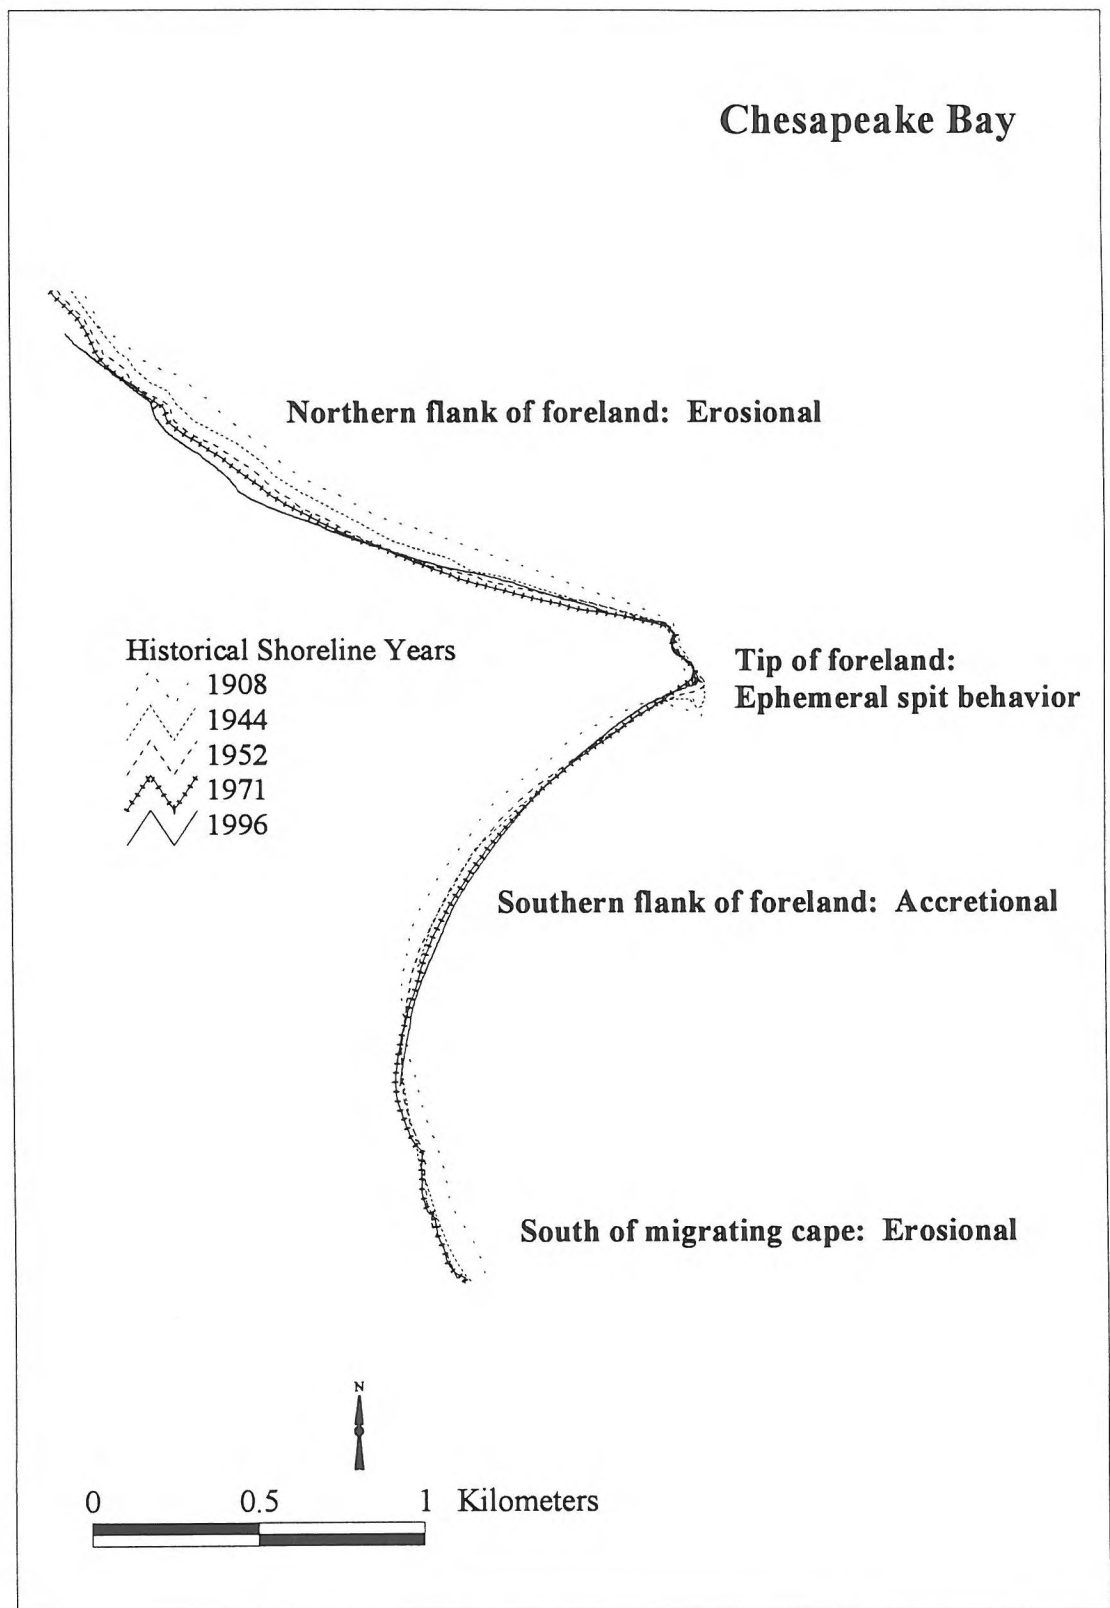 Chesapeake Bay
Northern flank of foreland: Erosional
Historical Shoreline Years
1908
1944
1952
1971
1996
Tip of foreland:
Ephemeral spit behavior
Southern flank of foreland: Accretional
South of migrating cape: Erosional
N
0 0.5 1 Kilometers